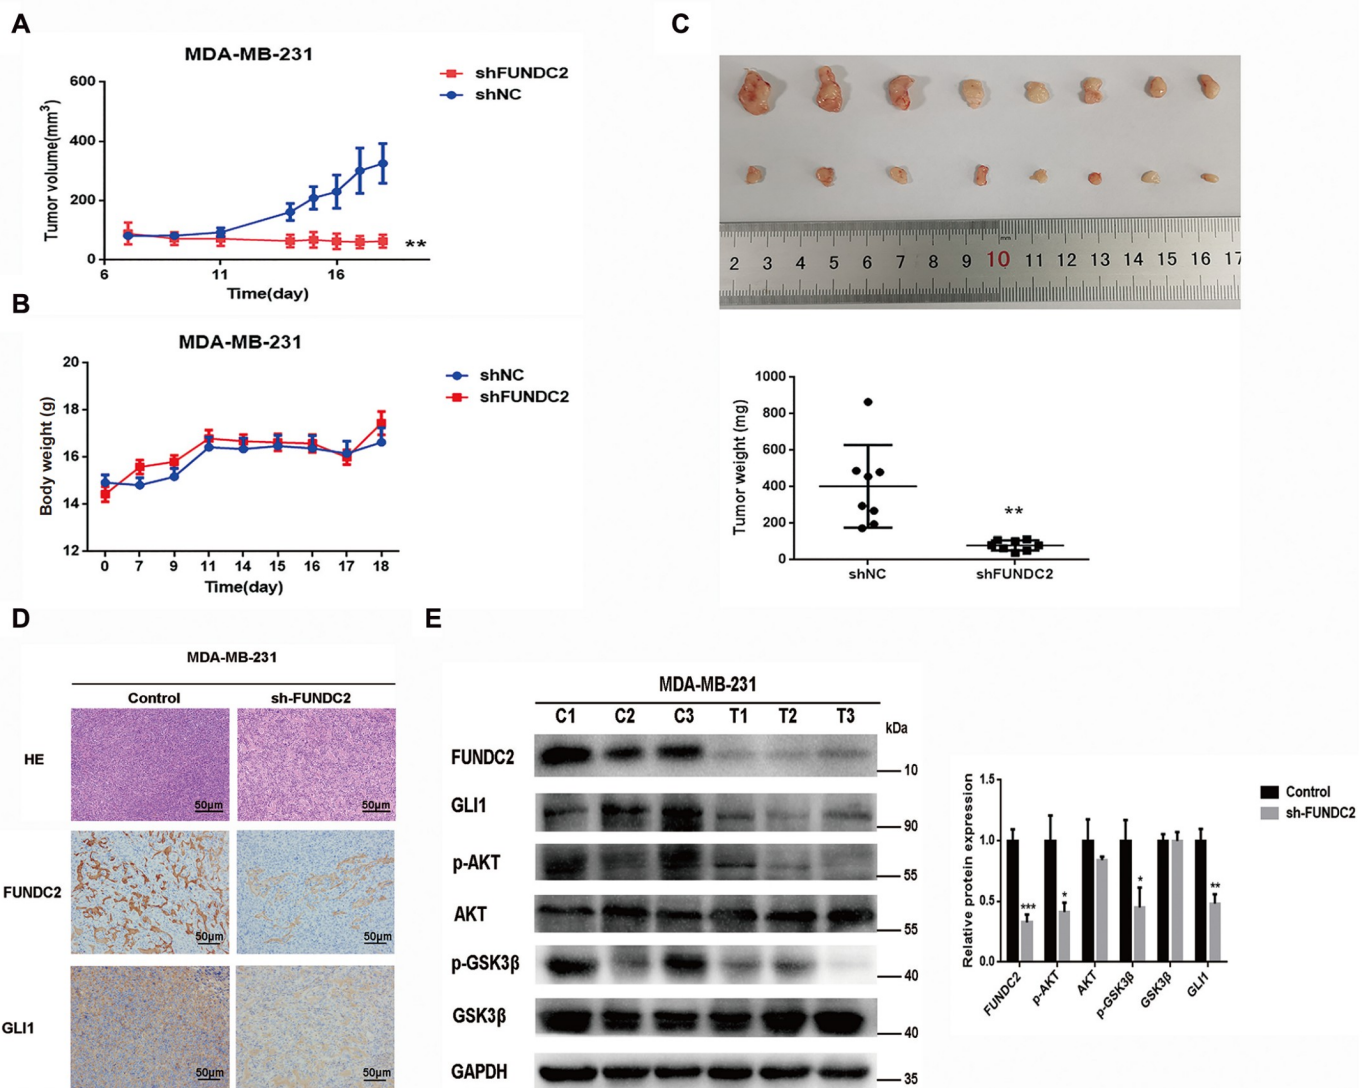 A
MDA-MB-231
Tumor volume(mm³)
600
400
200
0
6
11
16
Time(day)
shFUNDC2
shNC
**
B
MDA-MB-231
Body weight (g)
20
18
16
14
12
0 7 9 11 14 15 16 17 18
Time(day)
shNC
shFUNDC2
C
mm
2 3 4 5 6 7 8 9 10 11 12 13 14 15 16 17
Tumor weight (mg)
1000
800
600
400
200
0
**
shNC
shFUNDC2
D
MDA-MB-231
Control
sh-FUNDC2
HE
50μm
50μm
FUNDC2
50μm
50μm
GLI1
50μm
50μm
E
MDA-MB-231
C1 C2 C3 T1 T2 T3
kDa
FUNDC2
10
GLI1
90
p-AKT
55
AKT
55
p-GSK3β
40
GSK3β
40
GAPDH
35
Relative protein expression
1.5
1.0
0.5
0.0
***
*
*
**
FUNDC2
p-AKT
AKT
p-GSK3β
GSK3β
GLI1
Control
sh-FUNDC2